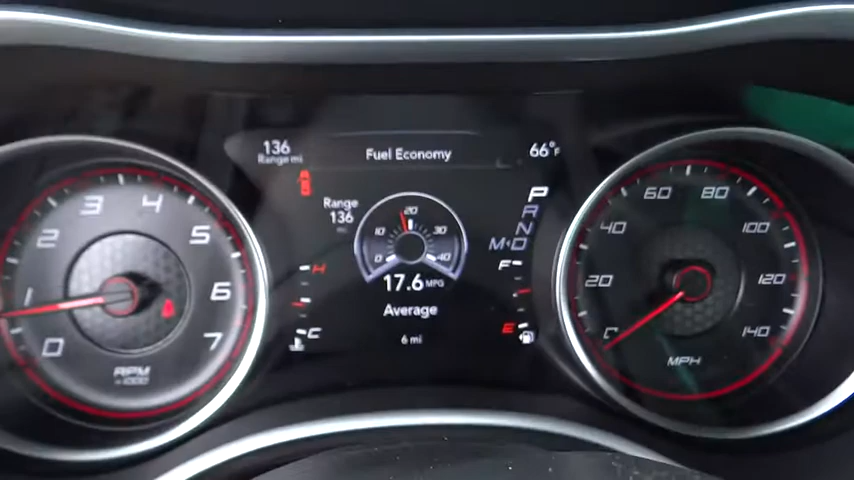 136
Range mi
Fuel Economy
66°F
Range
136
mi
0 10 20 30 40
17.6 MPG
Average
6 mi
P
R
N
M‹D
H
C
F
E
0 1 2 3 4 5 6 7
RPM
x1000
20 40 60 80 100 120 140
MPH